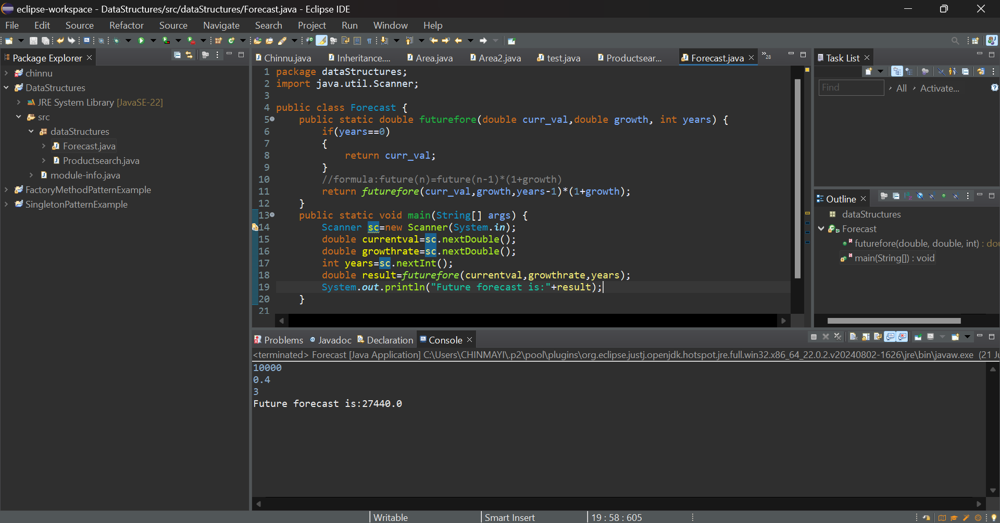 eclipse-workspace - DataStructures/src/dataStructures/Forecast.java - Eclipse IDE
File Edit Source Refactor Source Navigate Search Project Run Window Help
Package Explorer
chinnu
DataStructures
JRE System Library [JavaSE-22]
src
dataStructures
Forecast.java
Productsearch.java
module-info.java
FactoryMethodPatternExample
SingletonPatternExample
Chinnu.java Inheritance.... Area.java Area2.java test.java Productsear... Forecast.java »28
1 package dataStructures;
2 import java.util.Scanner;
3
4 public class Forecast {
5 public static double futurefore(double curr_val,double growth, int years) {
6 if(years==0)
7 {
8 return curr_val;
9 }
10 //formula:future(n)=future(n-1)*(1+growth)
11 return futurefore(curr_val,growth,years-1)*(1+growth);
12 }
13 public static void main(String[] args) {
14 Scanner sc=new Scanner(System.in);
15 double currentval=sc.nextDouble();
16 double growthrate=sc.nextDouble();
17 int years=sc.nextInt();
18 double result=futurefore(currentval,growthrate,years);
19 System.out.println("Future forecast is:"+result);
20 }
21
Task List
Find All Activate...
Outline
dataStructures
Forecast
futurefore(double, double, int) : dou
main(String[]) : void
Problems Javadoc Declaration Console
<terminated> Forecast [Java Application] C:\Users\CHINMAYI\.p2\pool\plugins\org.eclipse.justj.openjdk.hotspot.jre.full.win32.x86_64_22.0.2.v20240802-1626\jre\bin\javaw.exe (21 Ju
10000
0.4
3
Future forecast is:27440.0
Writable Smart Insert 19 : 58 : 605